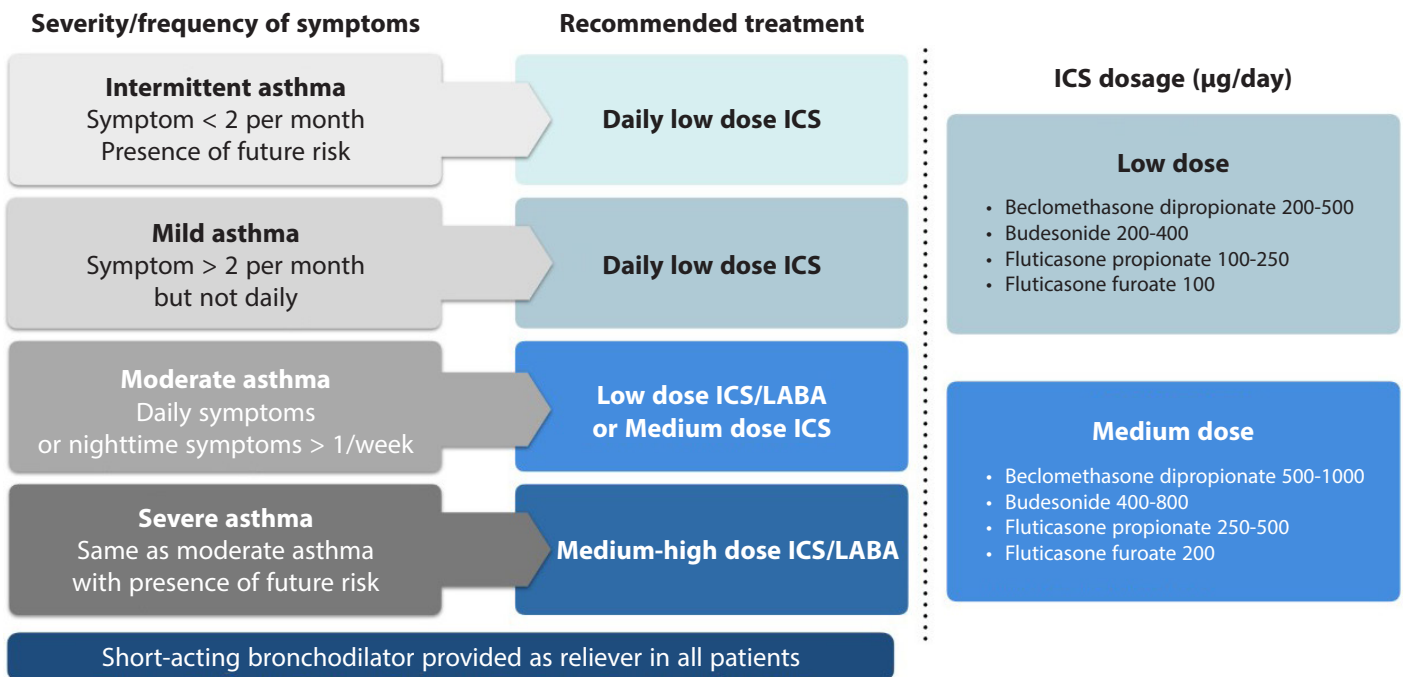 Severity/frequency of symptoms
Recommended treatment
Intermittent asthma
Symptom < 2 per month
Presence of future risk
Daily low dose ICS
Mild asthma
Symptom > 2 per month
but not daily
Daily low dose ICS
Moderate asthma
Daily symptoms
or nighttime symptoms > 1/week
Low dose ICS/LABA
or Medium dose ICS
Severe asthma
Same as moderate asthma
with presence of future risk
Medium-high dose ICS/LABA
Short-acting bronchodilator provided as reliever in all patients
ICS dosage (µg/day)
Low dose
• Beclomethasone dipropionate 200-500
• Budesonide 200-400
• Fluticasone propionate 100-250
• Fluticasone furoate 100
Medium dose
• Beclomethasone dipropionate 500-1000
• Budesonide 400-800
• Fluticasone propionate 250-500
• Fluticasone furoate 200